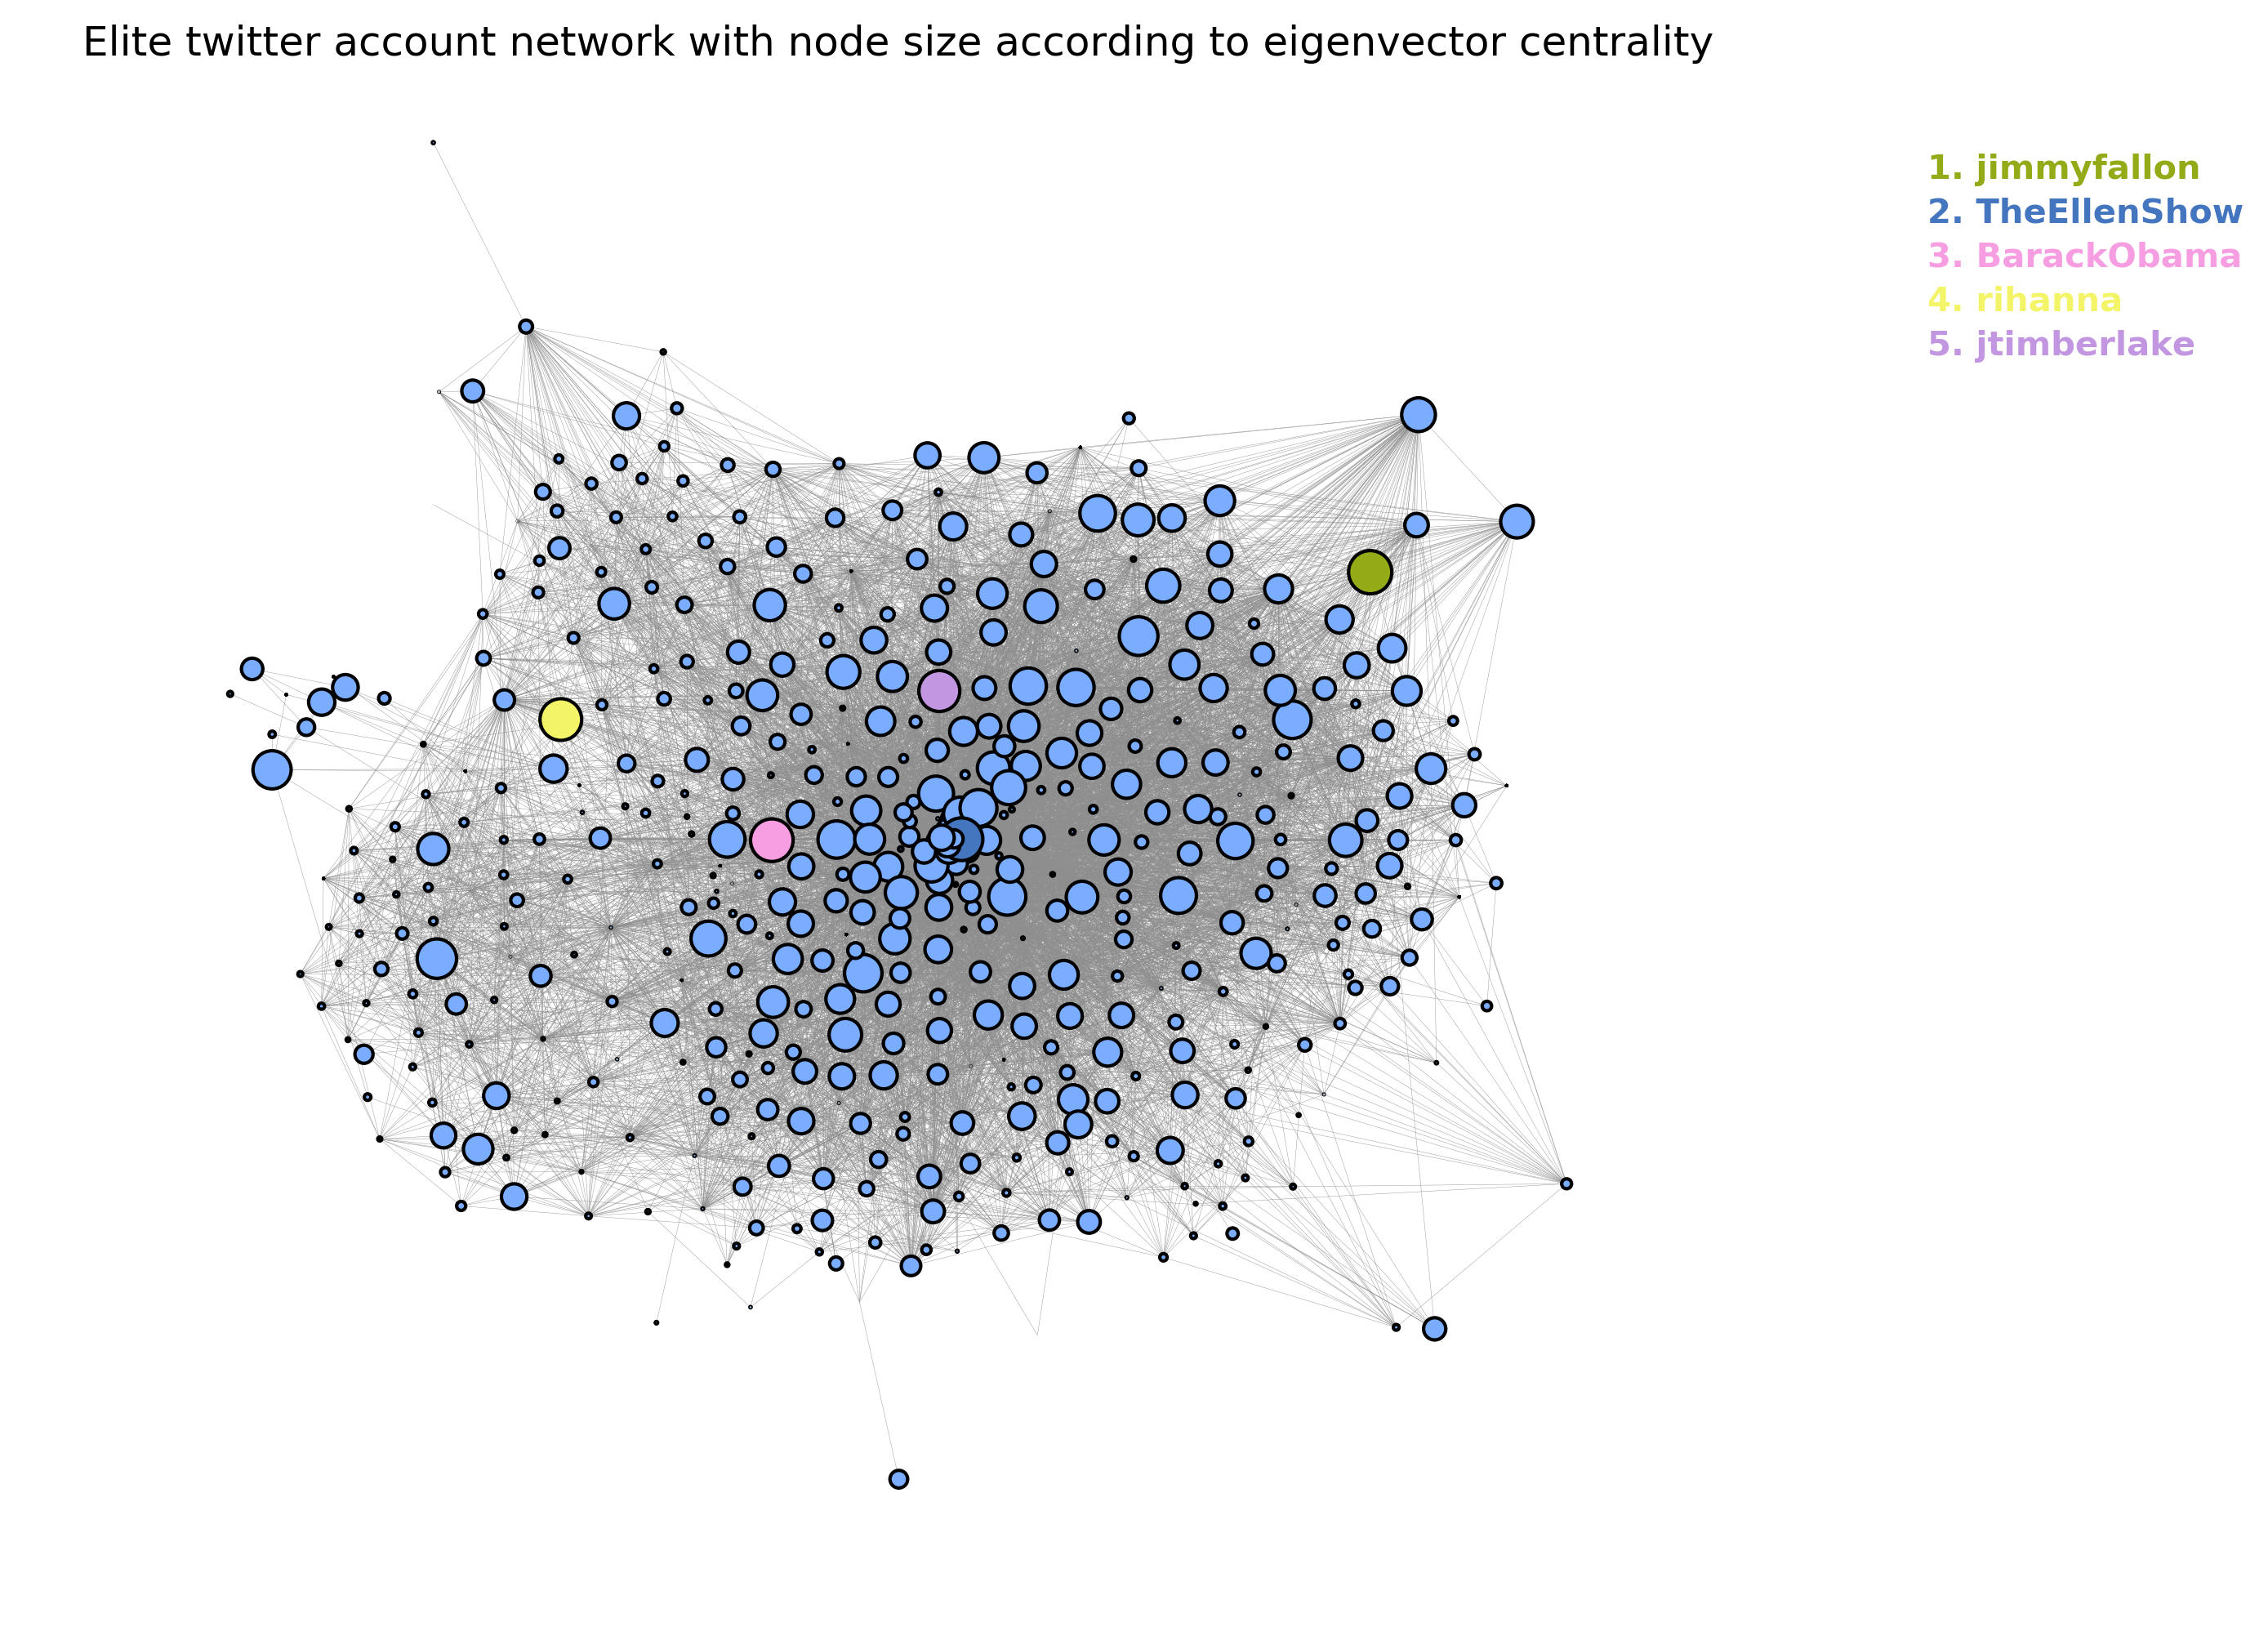 Elite twitter account network with node size according to eigenvector centrality
1. jimmyfallon
2. TheEllenShow
3. BarackObama
4. rihanna
5. jtimberlake